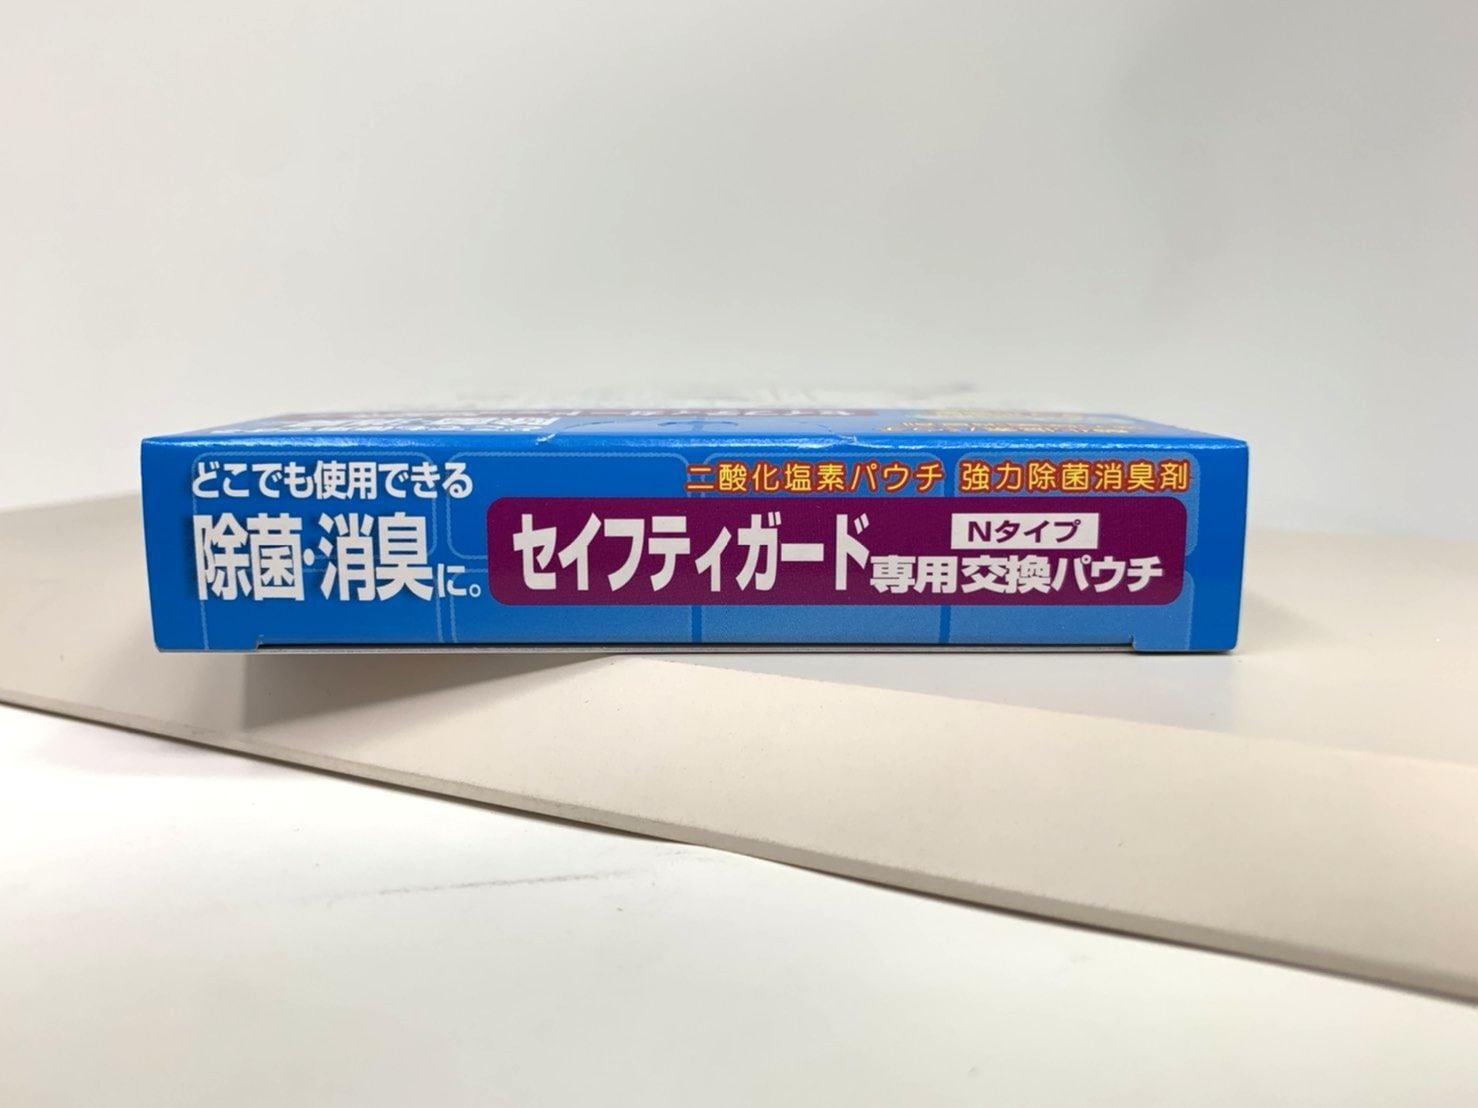 どこでも使用できる
除菌・消臭に。
二酸化塩素パウチ 強力除菌消臭剤
セイフティガード Nタイプ
専用交換パウチ